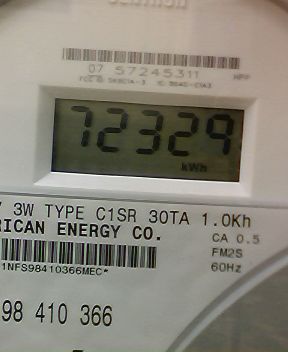 07 57245311
72329
kWh
3W TYPE C1SR 30TA 1.0Kh
RICAN ENERGY CO.
CA 0.5
FM2S
60Hz
1NFS98410366MEC*
98 410 366